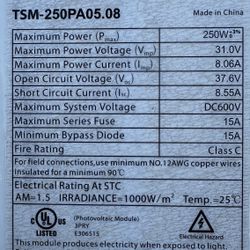 TSM-250PA05.08 Made in China
Maximum Power (Pmax) 250W±3%
Maximum Power Voltage (Vmp) 31.0V
Maximum Power Current (Imp) 8.06A
Open Circuit Voltage (Voc) 37.6V
Short Circuit Current (Isc) 8.55A
Maximum System Voltage DC600V
Maximum Series Fuse 15A
Minimum Bypass Diode 15A
Fire Rating Class C
For field connections,use minimum NO.12AWG copper wires
Insulated for a minimum 90°C
Electrical Rating At STC
AM=1.5 IRRADIANCE=1000W/m² Temp.=25°C
UL LISTED
(Photovoltaic Module)
3PRY
E306515
Electrical Hazard
This module produces electricity when exposed to light.